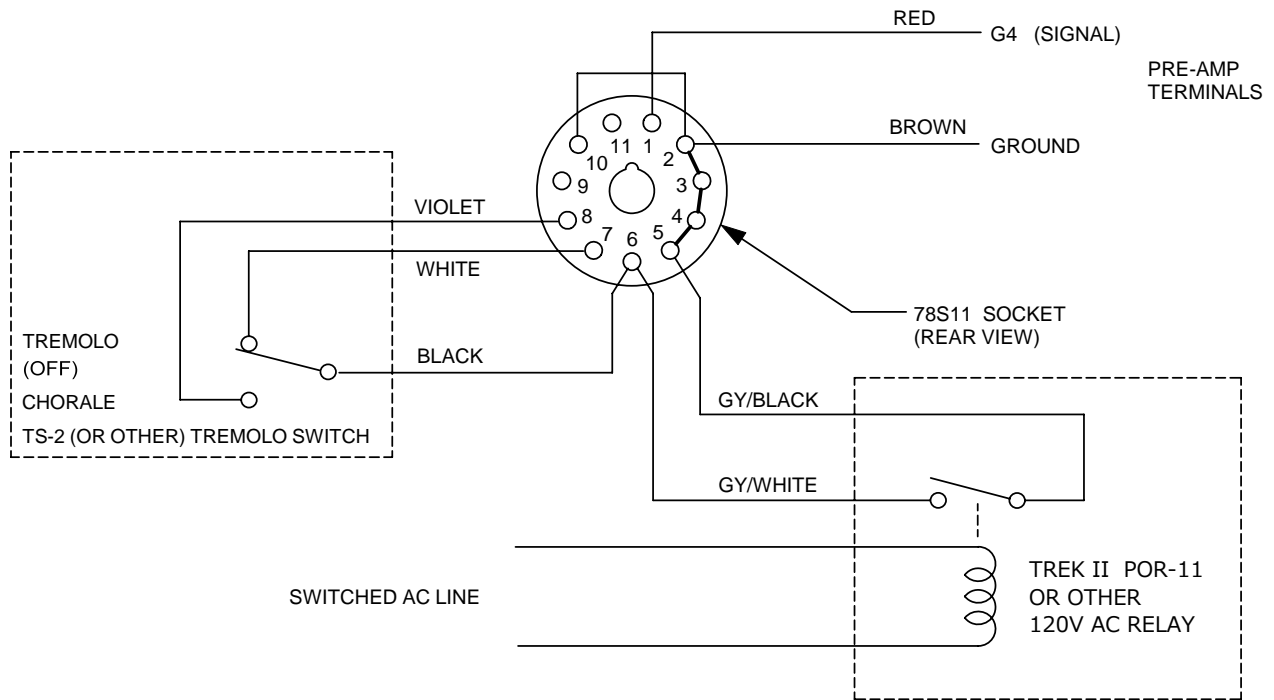 RED
G4 (SIGNAL)
PRE-AMP
TERMINALS
BROWN
GROUND
11 1
10 2
9 3
8 4
7 6 5
VIOLET
WHITE
78S11 SOCKET
(REAR VIEW)
TREMOLO
(OFF)
BLACK
CHORALE
TS-2 (OR OTHER) TREMOLO SWITCH
GY/BLACK
GY/WHITE
SWITCHED AC LINE
TREK II POR-11
OR OTHER
120V AC RELAY